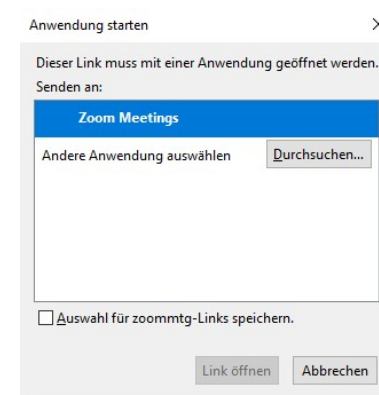 Anwendung starten
Dieser Link muss mit einer Anwendung geöffnet werden.
Senden an:
Zoom Meetings
Andere Anwendung auswählen Durchsuchen...
Auswahl für zoommtg-Links speichern.
Link öffnen Abbrechen